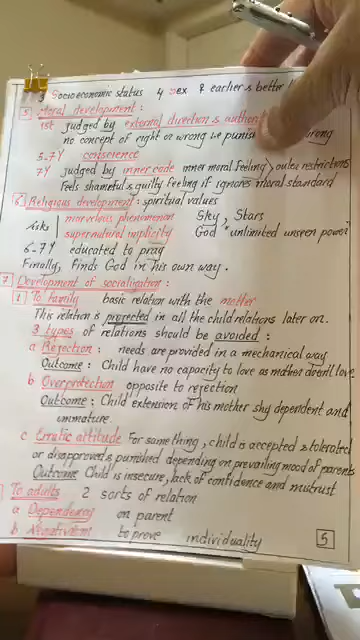 3 Socioeconomic status 4 Sex ♀ earlier & better
5 Moral development:
1st judged by external direction & autho
no concept of right or wrong ie punish wrong
5-7Y conscience
7Y judged by inner code inner moral feeling > outer restrictions
Feels shameful & guilty feeling if ignores moral standard
6 Religious development: spiritual values
Asks marvelous phenomenon Sky, Stars
supernatural implicity God "unlimited unseen power
6-7Y educated to pray
Finally, finds God in his own way.
7 Development of socialization:
1 To family basic relation with the mother
This relation is projected in all the child relations later on.
3 types of relations should be avoided:
a Rejection: needs are provided in a mechanical way
Outcome: Child have no capacity to love as mother didn't love
b Overprotection opposite to rejection
Outcome: Child extension of his mother shy dependent and
immature.
c Erratic attitude For same thing, child is accepted & tolerated
or disapproved & punished depending on prevailing mood of parents
Outcome Child is insecure, lack of confidence and mistrust
To adults 2 sorts of relation
a Dependency on parent
b Negativism to prove individuality
5